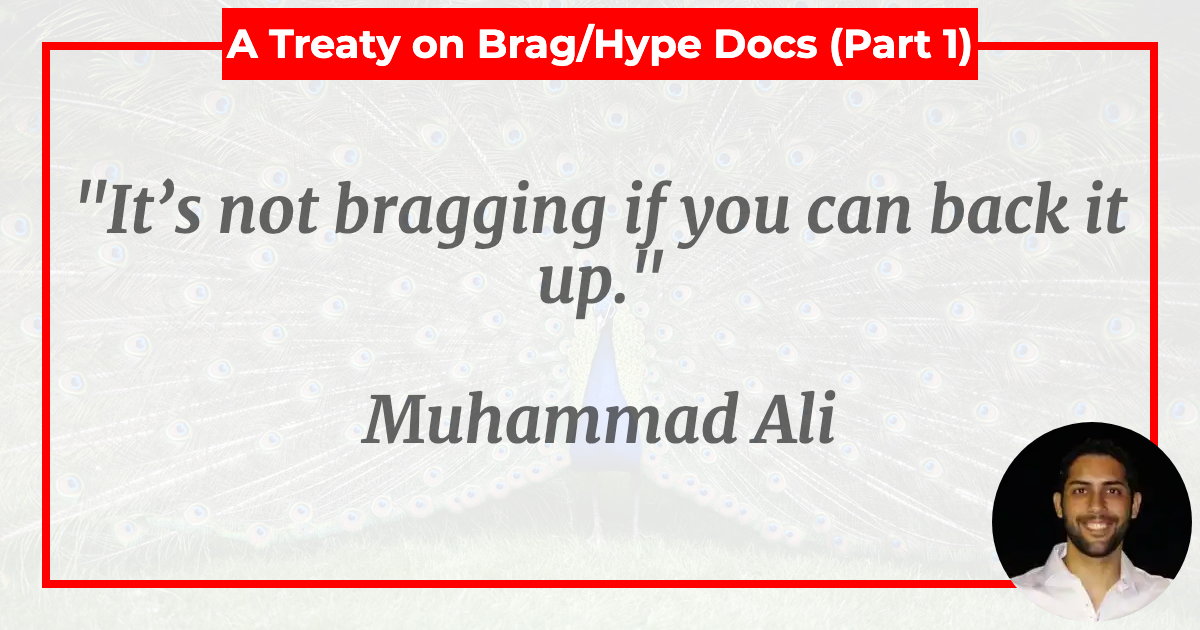 A Treaty on Brag/Hype Docs (Part 1)
"It’s not bragging if you can back it
up."
Muhammad Ali